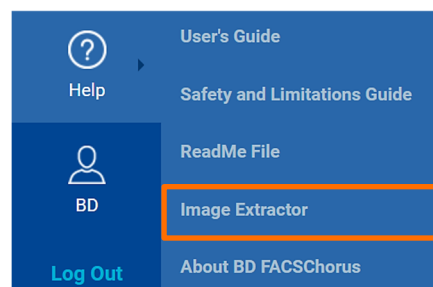 Help
User's Guide
Safety and Limitations Guide
ReadMe File
BD
Image Extractor
Log Out
About BD FACSChorus